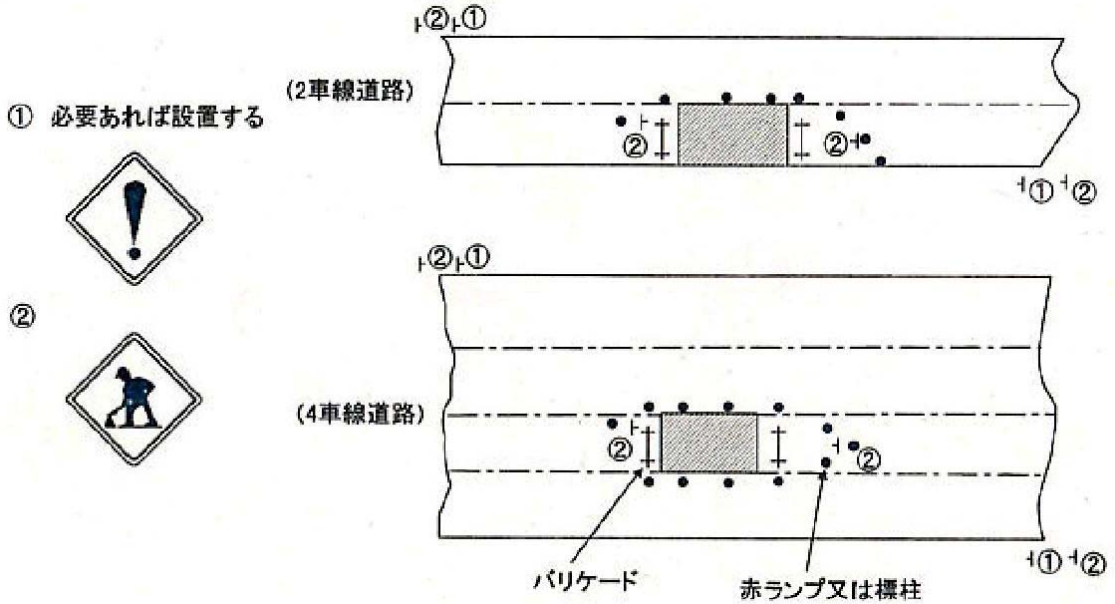 ① 必要あれば設置する
②
②①
(2車線道路)
②
②
①②
②①
(4車線道路)
②
②
①②
バリケード
赤ランプ又は標柱